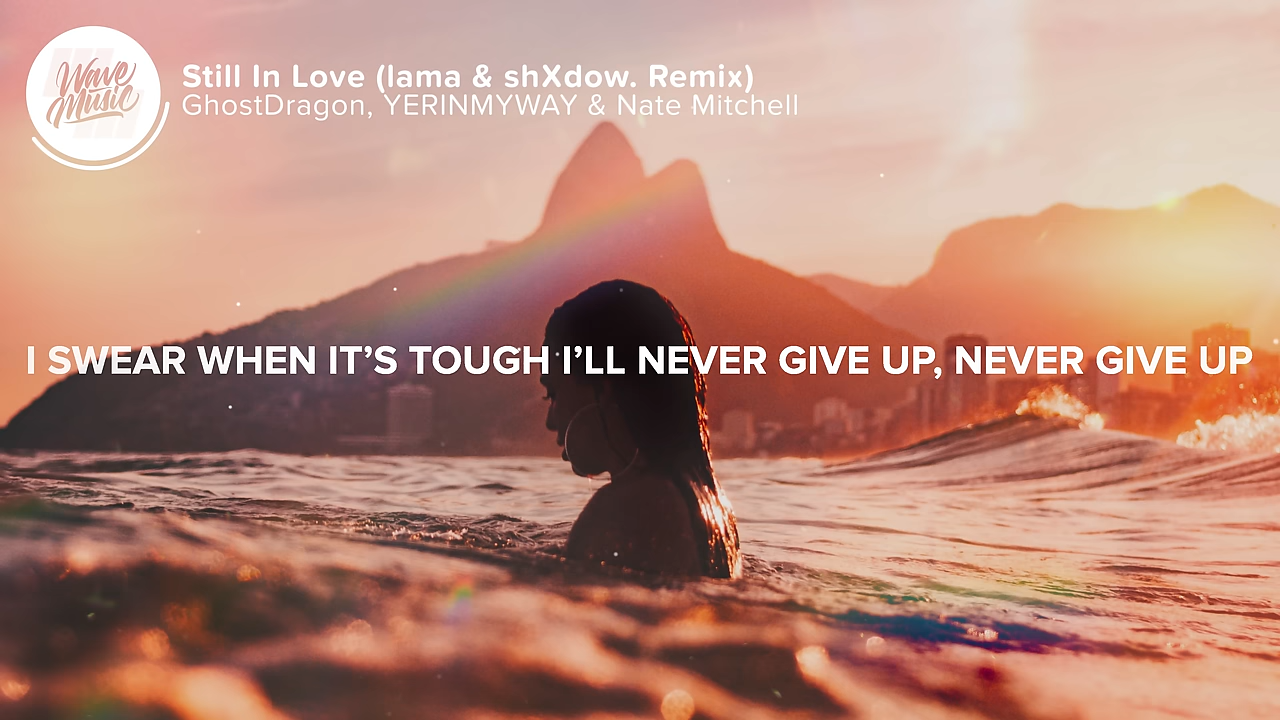 Wave
Music
Still In Love (lama & shXdow. Remix)
GhostDragon, YERINMYWAY & Nate Mitchell
I SWEAR WHEN IT’S TOUGH I’LL NEVER GIVE UP, NEVER GIVE UP